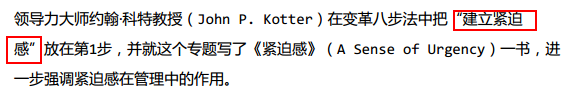 领导力大师约翰·科特教授（John P. Kotter）在变革八步法中把“建立紧迫
感”放在第1步，并就这个专题写了《紧迫感》（A Sense of Urgency）一书，进
一步强调紧迫感在管理中的作用。